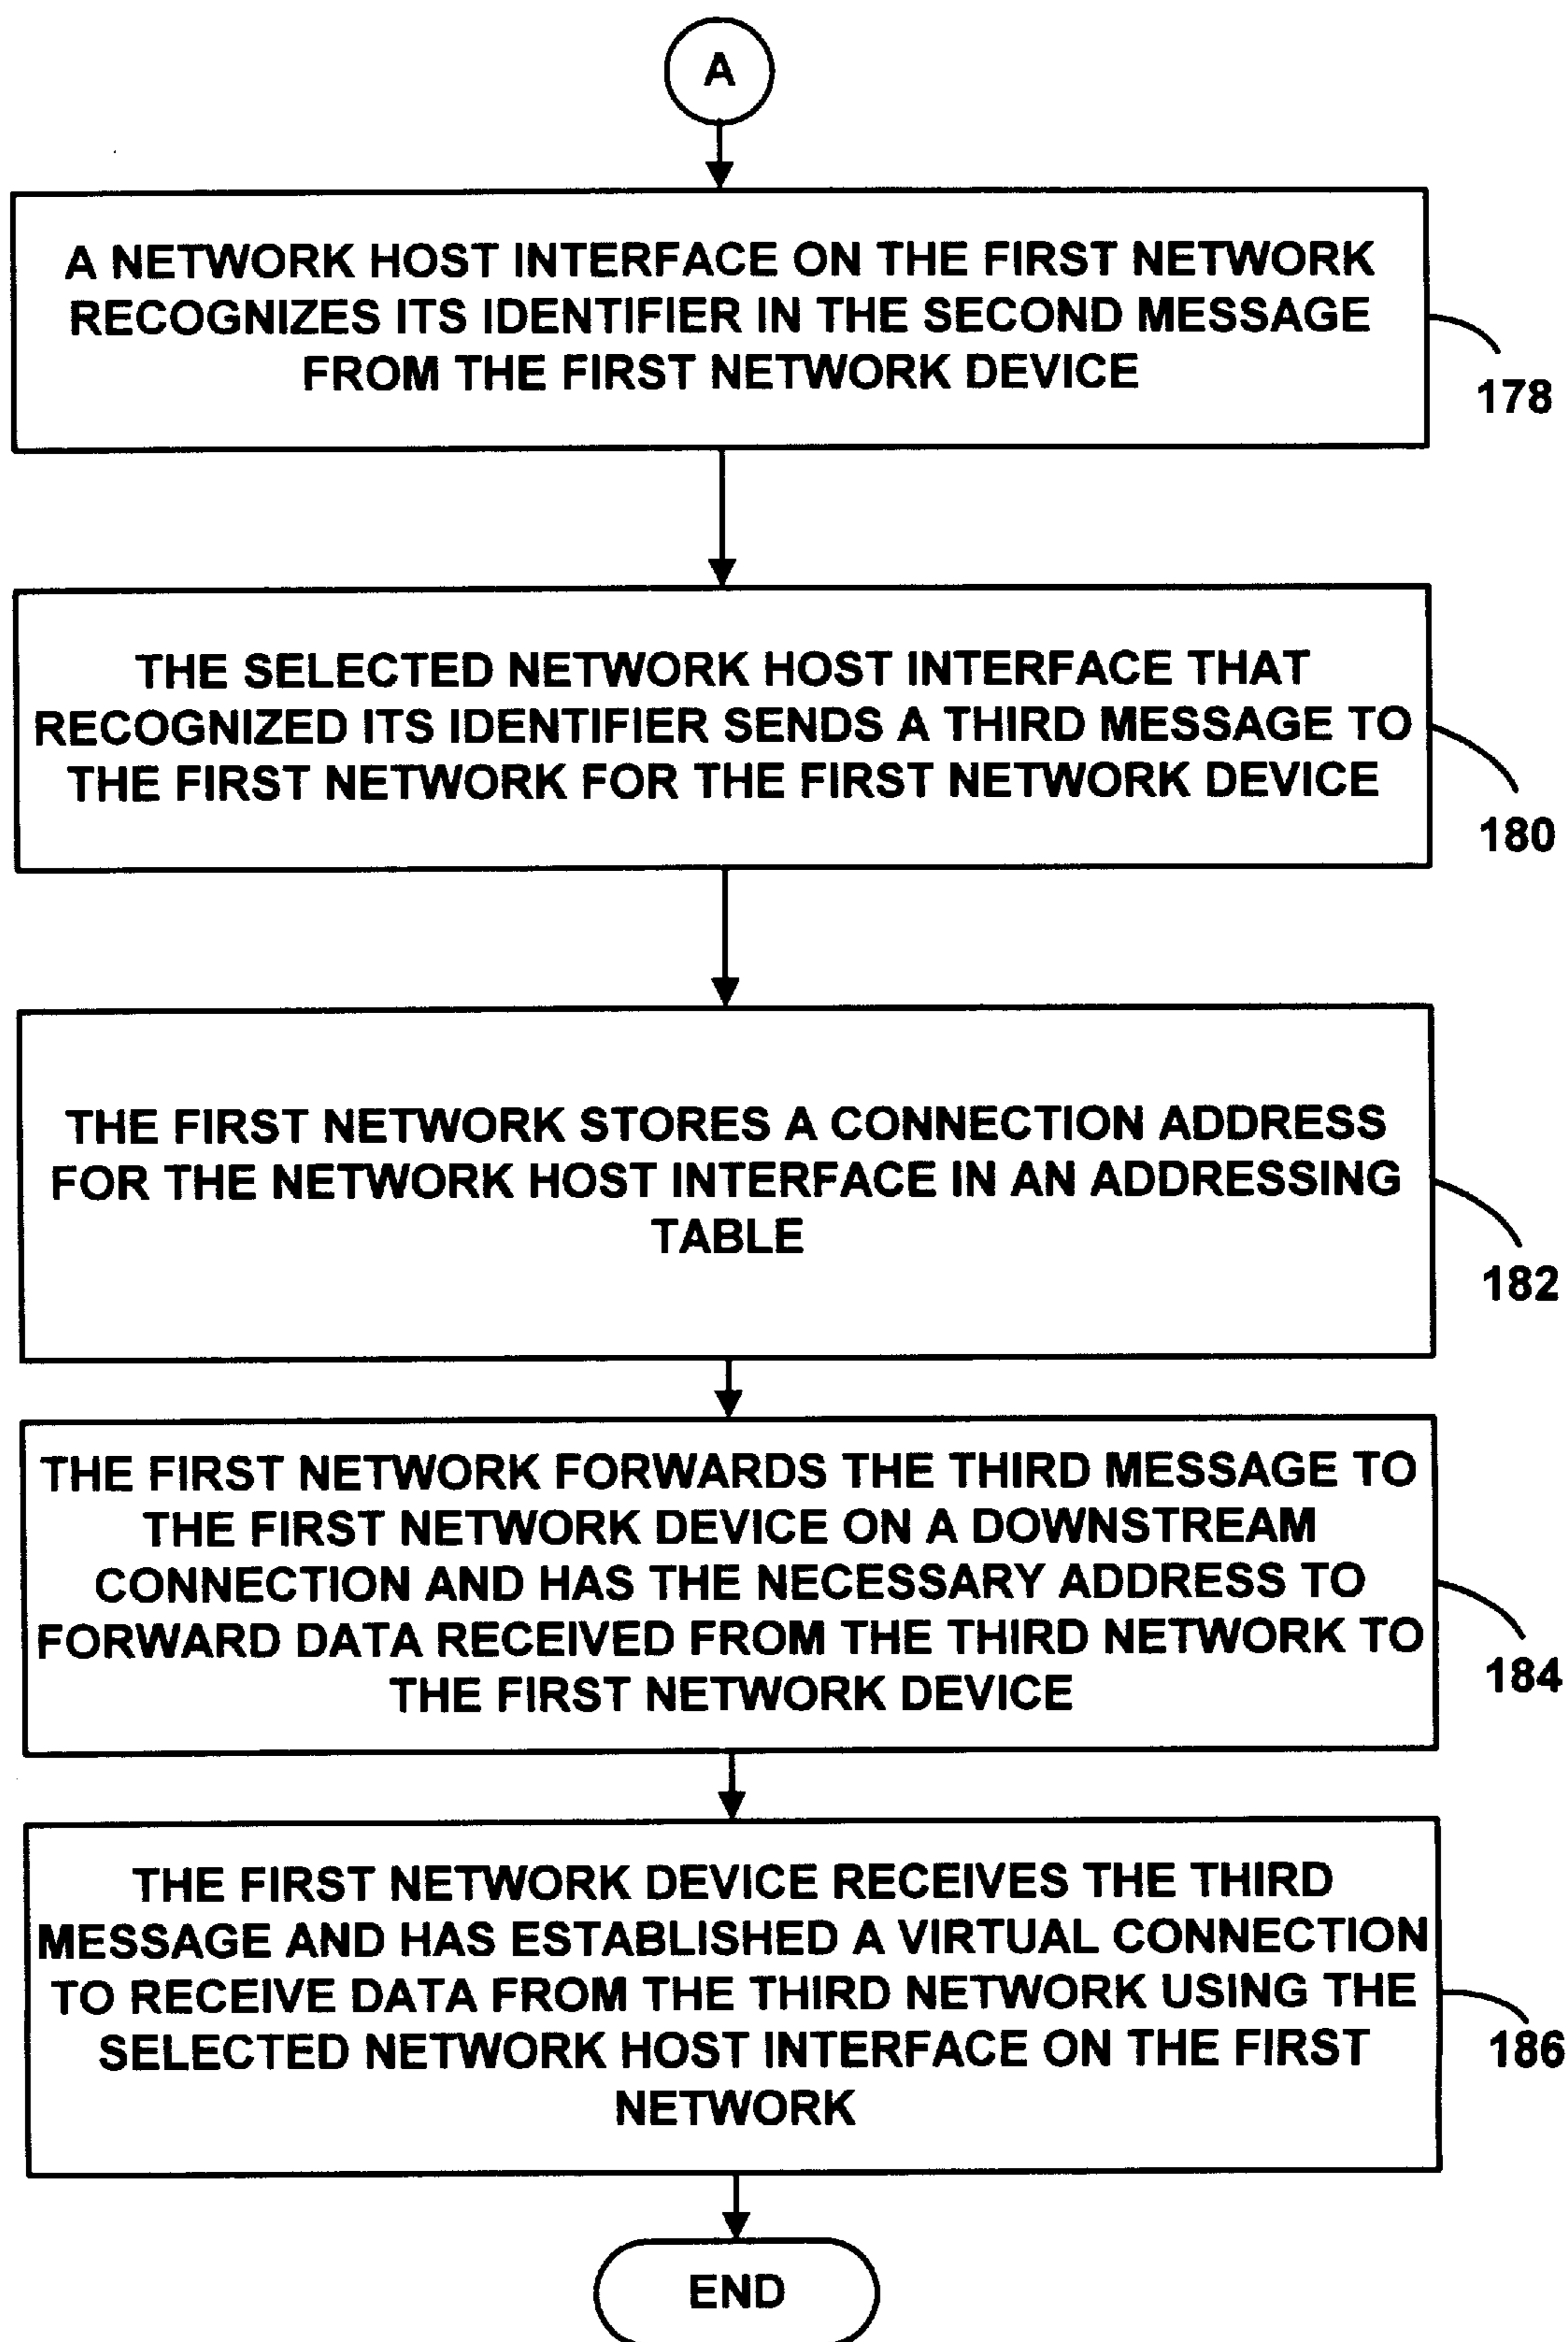 A
A NETWORK HOST INTERFACE ON THE FIRST NETWORK
RECOGNIZES ITS IDENTIFIER IN THE SECOND MESSAGE
FROM THE FIRST NETWORK DEVICE
178
THE SELECTED NETWORK HOST INTERFACE THAT
RECOGNIZED ITS IDENTIFIER SENDS A THIRD MESSAGE TO
THE FIRST NETWORK FOR THE FIRST NETWORK DEVICE
180
THE FIRST NETWORK STORES A CONNECTION ADDRESS
FOR THE NETWORK HOST INTERFACE IN AN ADDRESSING
TABLE
182
THE FIRST NETWORK FORWARDS THE THIRD MESSAGE TO
THE FIRST NETWORK DEVICE ON A DOWNSTREAM
CONNECTION AND HAS THE NECESSARY ADDRESS TO
FORWARD DATA RECEIVED FROM THE THIRD NETWORK TO
THE FIRST NETWORK DEVICE
184
THE FIRST NETWORK DEVICE RECEIVES THE THIRD
MESSAGE AND HAS ESTABLISHED A VIRTUAL CONNECTION
TO RECEIVE DATA FROM THE THIRD NETWORK USING THE
SELECTED NETWORK HOST INTERFACE ON THE FIRST
NETWORK
186
END